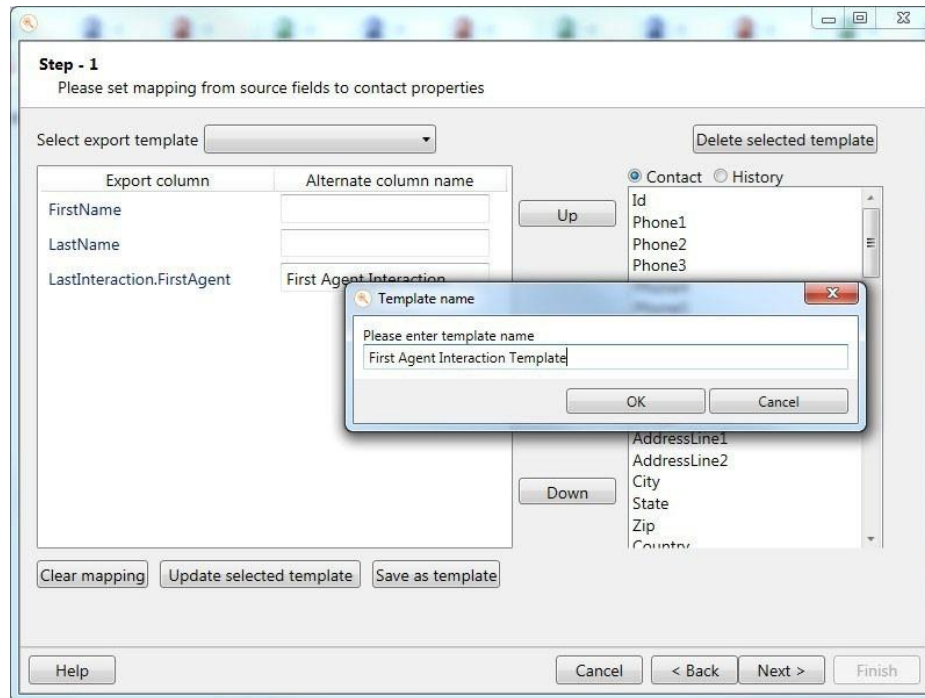 Step - 1
Please set mapping from source fields to contact properties
Select export template
Delete selected template
Export column
Alternate column name
Contact
History
FirstName
LastName
LastInteraction.FirstAgent
First Agent Interaction
Up
Id
Phone1
Phone2
Phone3
Template name
Please enter template name
First Agent Interaction Template
OK
Cancel
AddressLine1
AddressLine2
City
State
Zip
Country
Down
Clear mapping
Update selected template
Save as template
Help
Cancel
< Back
Next >
Finish